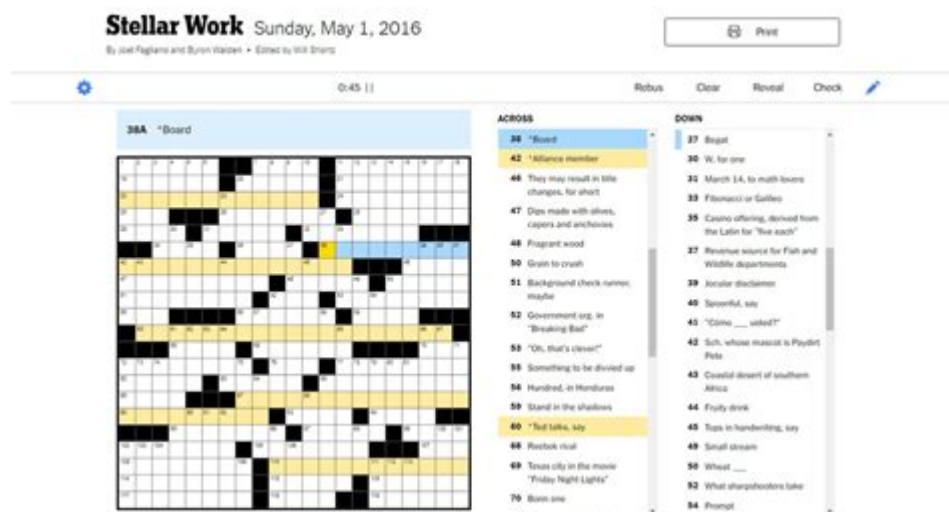 Stellar Work Sunday, May 1, 2016
By Joel Fagliano and Byron Walden • Edited by Will Shortz
Print
0:45 ||
Rebus Clear Reveal Check
38A *Board
ACROSS
38 *Board
42 *Alliance member
46 They may result in title
changes, for short
47 Dips made with olives,
capers and anchovies
48 Fragrant wood
50 Grain to crush
51 Background check runner,
maybe
52 Government org. in
"Breaking Bad"
53 "Oh, that's clever!"
55 Something to be divvied up
56 Hundred, in Honduras
59 Stand in the shadows
60 *Ted talks, say
68 Reebok rival
69 Texas city in the movie
"Friday Night Lights"
70 Bonn one
DOWN
27 Begat
30 W, for one
31 March 14, to math lovers
33 Fibonacci or Galileo
35 Casino offering, derived from
the Latin for "five each"
37 Revenue source for Fish and
Wildlife departments
39 Jocular disclaimer
40 Spoonful, say
41 "Cómo ___ usted?"
42 Sch. whose mascot is Paydirt
Pete
43 Coastal desert of southern
Africa
44 Fruity drink
45 Tops in handwriting, say
49 Small stream
50 Wheat ___
52 What sharpshooters take
54 Prompt